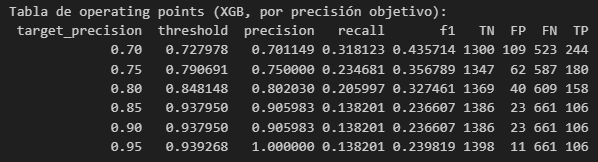 Tabla de operating points (XGB, por precisión objetivo):
target_precision threshold precision recall f1 TN FP FN TP
0.70 0.727978 0.701149 0.318123 0.435714 1300 109 523 244
0.75 0.790691 0.750000 0.234681 0.356789 1347 62 587 180
0.80 0.848148 0.802030 0.205997 0.327461 1369 40 609 158
0.85 0.937950 0.905983 0.138201 0.236607 1386 23 661 106
0.90 0.937950 0.905983 0.138201 0.236607 1386 23 661 106
0.95 0.939268 1.000000 0.138201 0.239819 1398 11 661 106